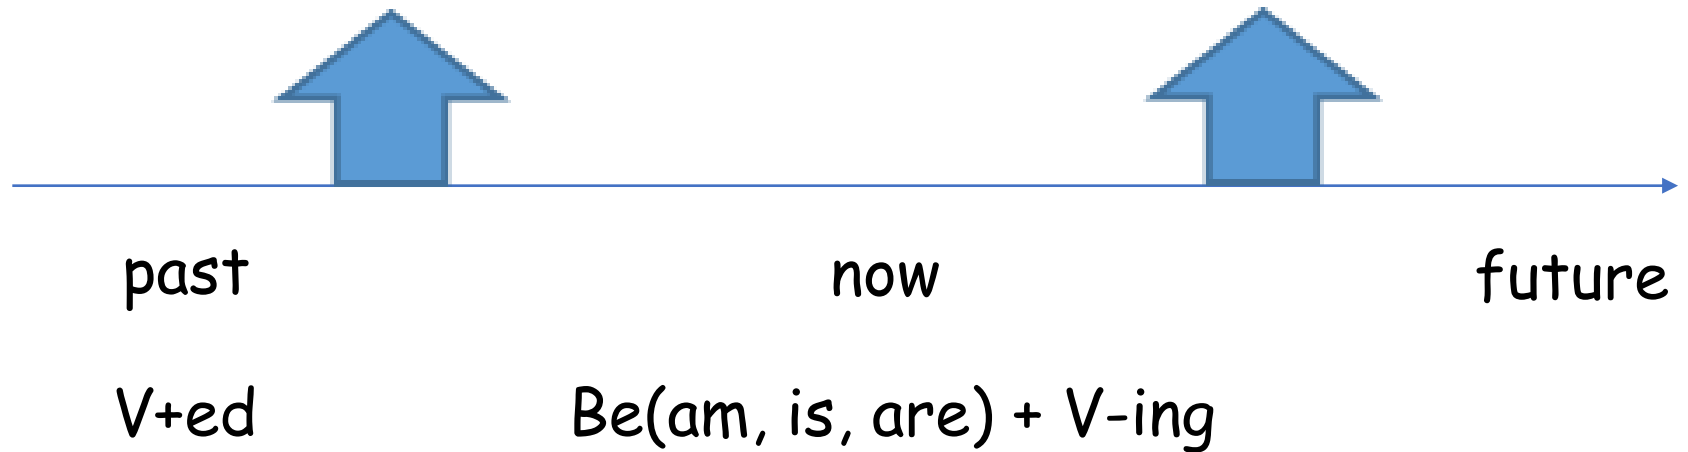 past now future
V+ed Be(am, is, are) + V-ing